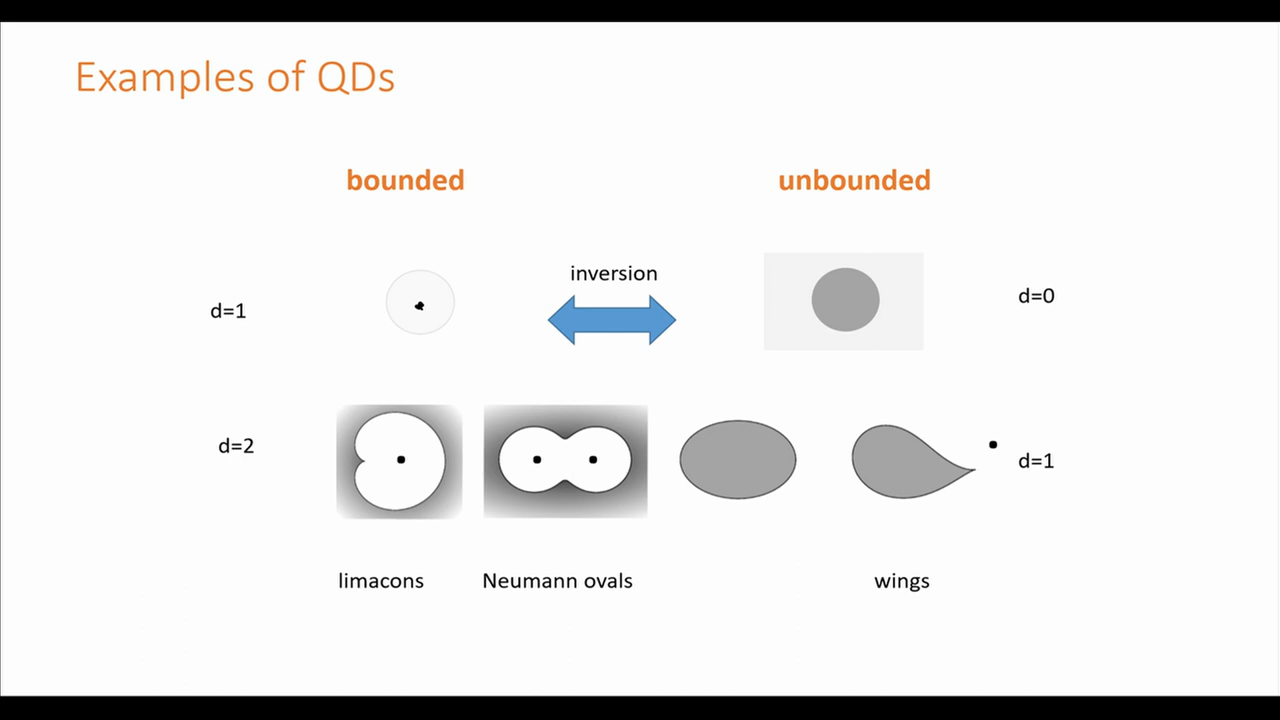 Examples of QDs
bounded
unbounded
inversion
d=1
d=0
d=2
d=1
limacons
Neumann ovals
wings